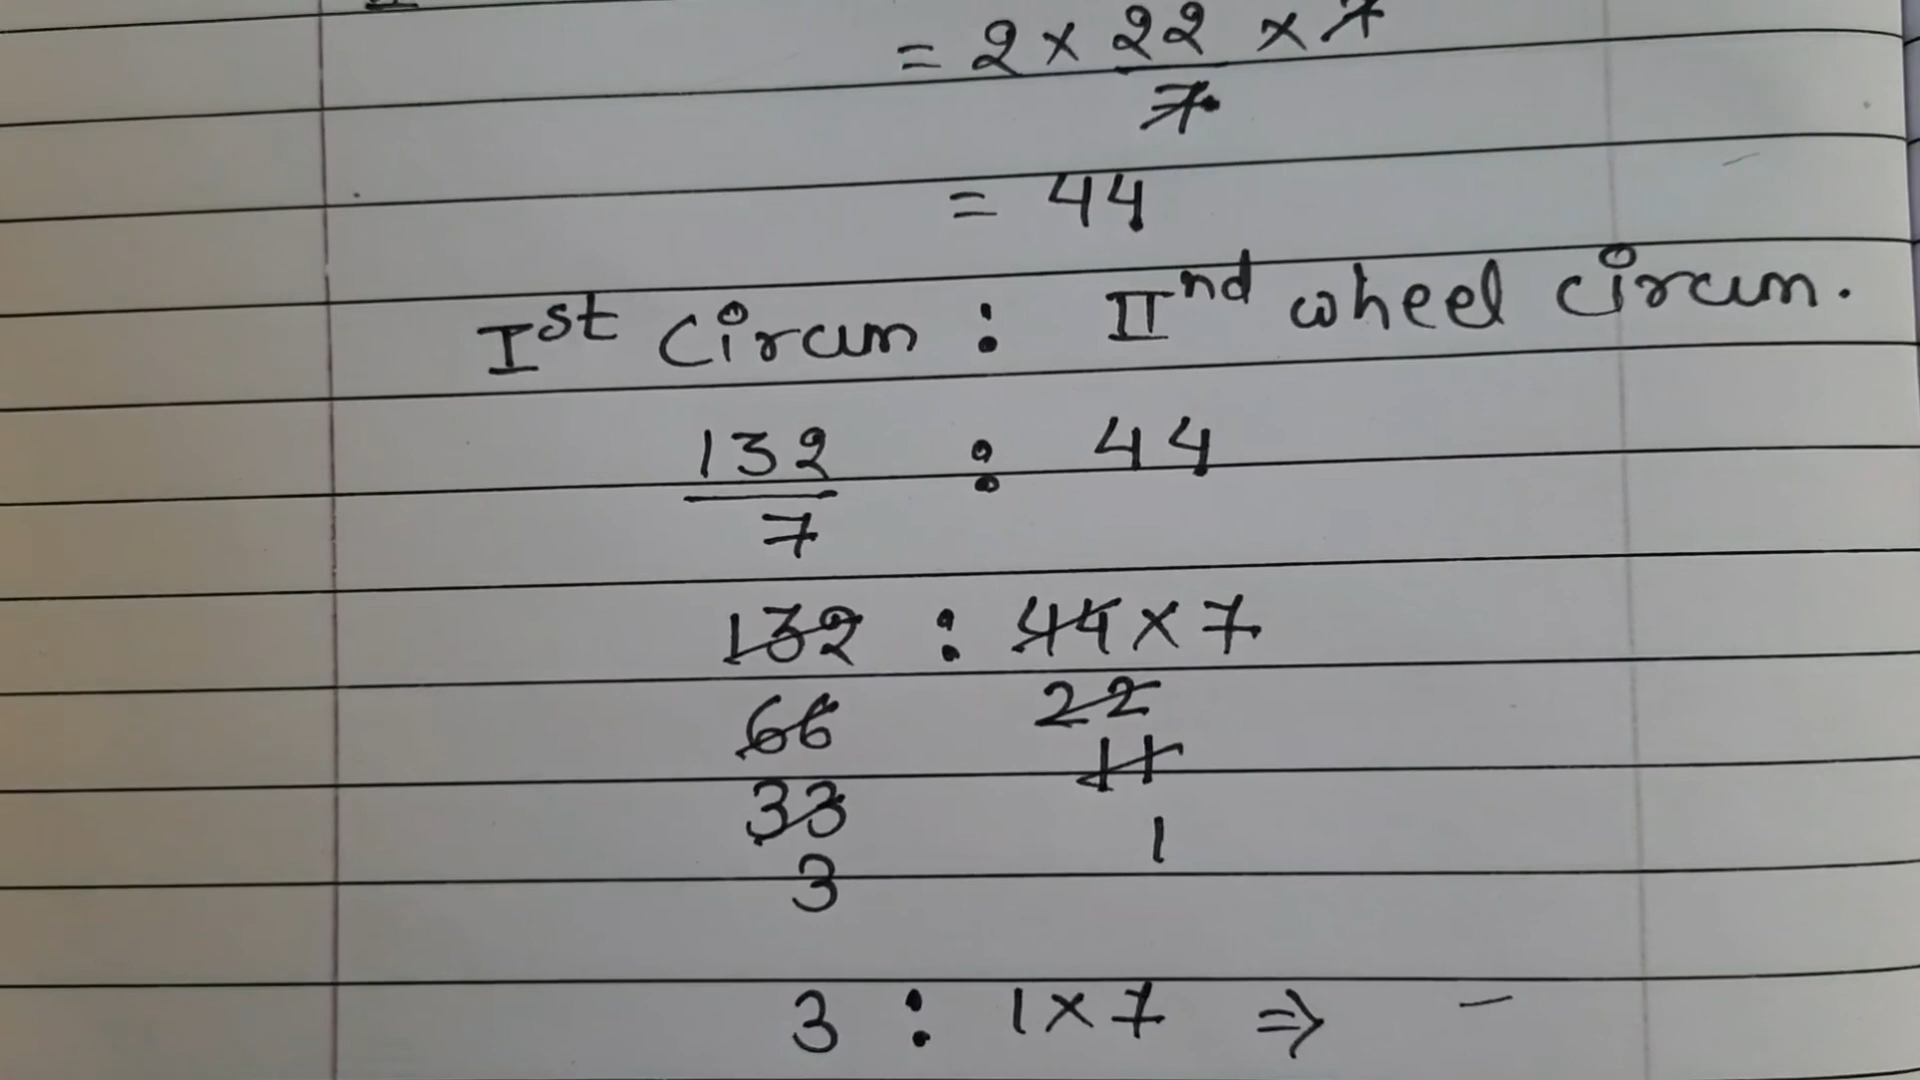 = 2 × 22 × 7
7
= 44
Ist Circum : IInd wheel Circum.
132 : 44
7
132 : 44 × 7
66 22
11
33
1
3
3 : 1 × 7 ⇒ –